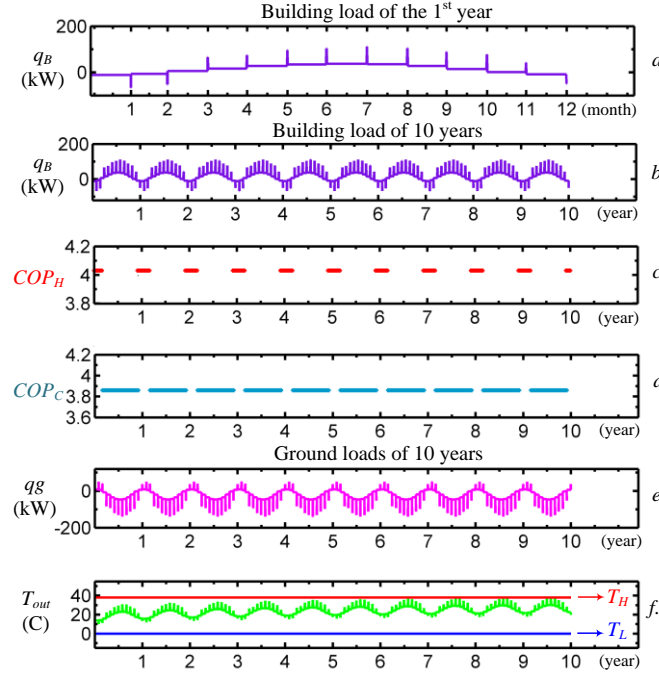 Building load of the 1st year
200
0
qB
(kW)
1 2 3 4 5 6 7 8 9 10 11 12 (month)
Building load of 10 years
200
0
qB
(kW)
b
1 2 3 4 5 6 7 8 9 10 (year)
4.2
4
3.8
COPH
c
1 2 3 4 5 6 7 8 9 10 (year)
4.2
4
3.8
3.6
COPC
1 2 3 4 5 6 7 8 9 10 (year)
Ground loads of 10 years
0
-200
qg
(kW)
e
1 2 3 4 5 6 7 8 9 10 (year)
40
20
0
Tout
(C)
TH
TL
f.
1 2 3 4 5 6 7 8 9 10 (year)